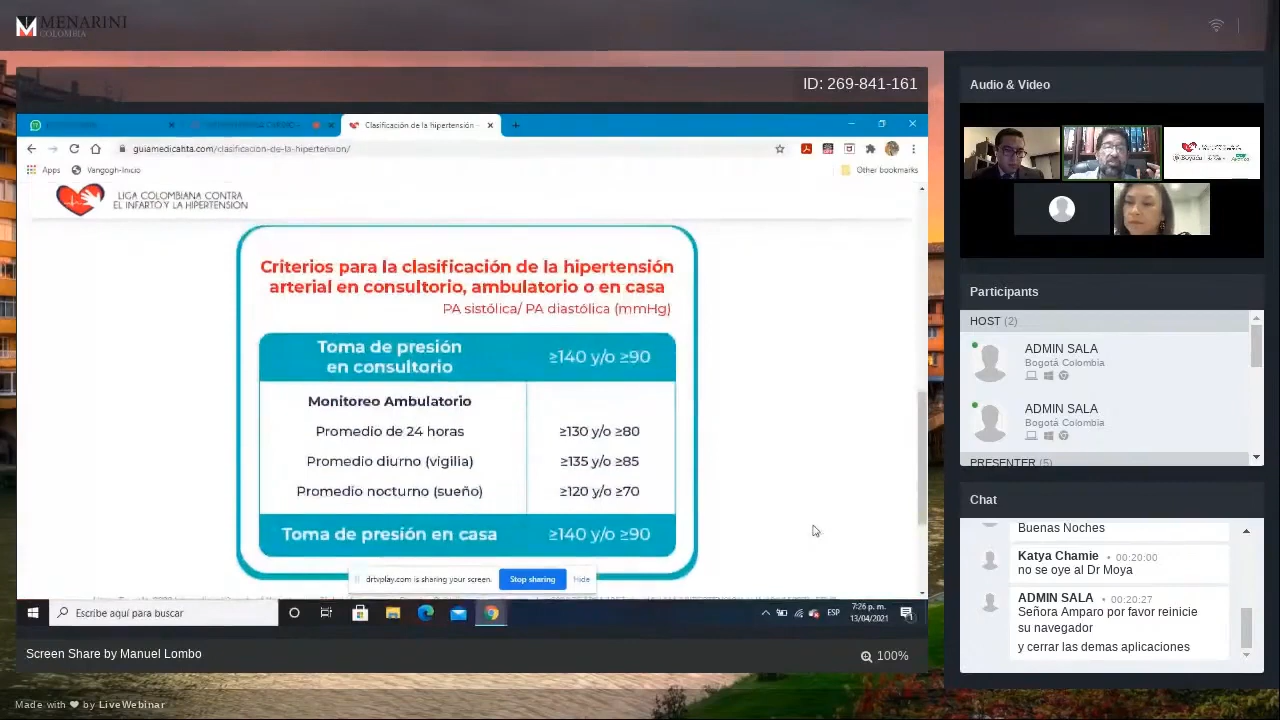 MENARINI
COLOMBIA
ID: 269-841-161
Clasificación de la hipertensión
guiamedicahta.com/clasificacion-de-la-hipertension/
Apps
Vangogh-Inicio
Other bookmarks
LIGA COLOMBIANA CONTRA
EL INFARTO Y LA HIPERTENSIÓN
Criterios para la clasificación de la hipertensión
arterial en consultorio, ambulatorio o en casa
PA sistólica/ PA diastólica (mmHg)
Toma de presión
en consultorio
≥140 y/o ≥90
Monitoreo Ambulatorio
Promedio de 24 horas
≥130 y/o ≥80
Promedio diurno (vigilia)
≥135 y/o ≥85
Promedio nocturno (sueño)
≥120 y/o ≥70
Toma de presión en casa
≥140 y/o ≥90
drtvplay.com is sharing your screen.
Stop sharing
Hide
Escribe aquí para buscar
ESP
7:26 p. m.
13/04/2021
Screen Share by Manuel Lombo
100%
Made with ❤ by LiveWebinar
Audio & Video
Participants
HOST (2)
ADMIN SALA
Bogotá Colombia
ADMIN SALA
Bogotá Colombia
PRESENTER (5)
Chat
Buenas Noches
Katya Chamie • 00:20:00
no se oye al Dr Moya
ADMIN SALA • 00:20:27
Señora Amparo por favor reinicie
su navegador
y cerrar las demas aplicaciones